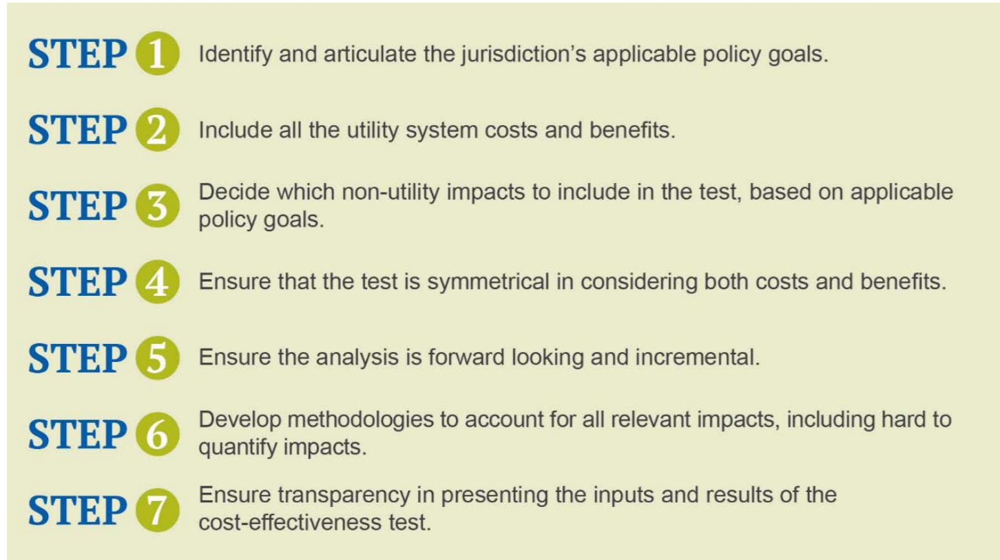 STEP 1 Identify and articulate the jurisdiction’s applicable policy goals.
STEP 2 Include all the utility system costs and benefits.
STEP 3 Decide which non-utility impacts to include in the test, based on applicable
policy goals.
STEP 4 Ensure that the test is symmetrical in considering both costs and benefits.
STEP 5 Ensure the analysis is forward looking and incremental.
STEP 6 Develop methodologies to account for all relevant impacts, including hard to
quantify impacts.
STEP 7 Ensure transparency in presenting the inputs and results of the
cost-effectiveness test.